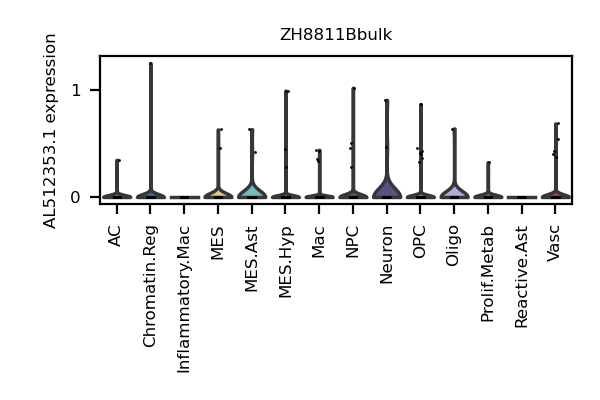 ZH8811Bbulk
AL512353.1 expression
1
0
AC
Chromatin.Reg
Inflammatory.Mac
MES
MES.Ast
MES.Hyp
Mac
NPC
Neuron
OPC
Oligo
Prolif.Metab
Reactive.Ast
Vasc